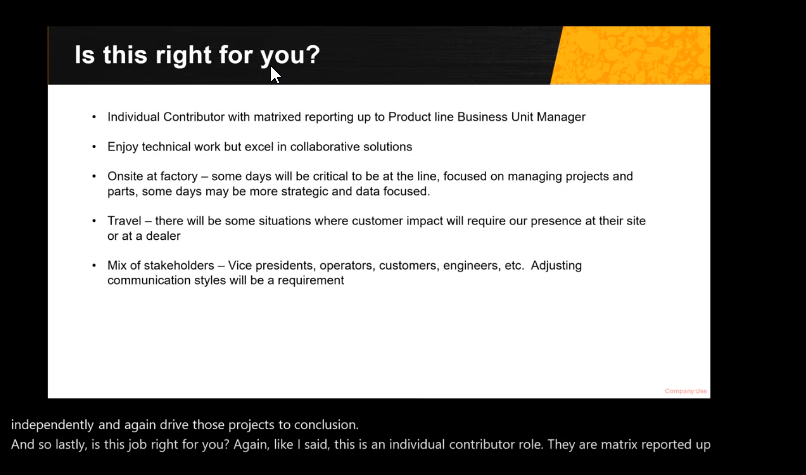 Is this right for you?
• Individual Contributor with matrixed reporting up to Product line Business Unit Manager
• Enjoy technical work but excel in collaborative solutions
• Onsite at factory – some days will be critical to be at the line, focused on managing projects and
parts, some days may be more strategic and data focused.
• Travel – there will be some situations where customer impact will require our presence at their site
or at a dealer
• Mix of stakeholders – Vice presidents, operators, customers, engineers, etc.  Adjusting
communication styles will be a requirement
Company Use
independently and again drive those projects to conclusion.
And so lastly, is this job right for you? Again, like I said, this is an individual contributor role. They are matrix reported up